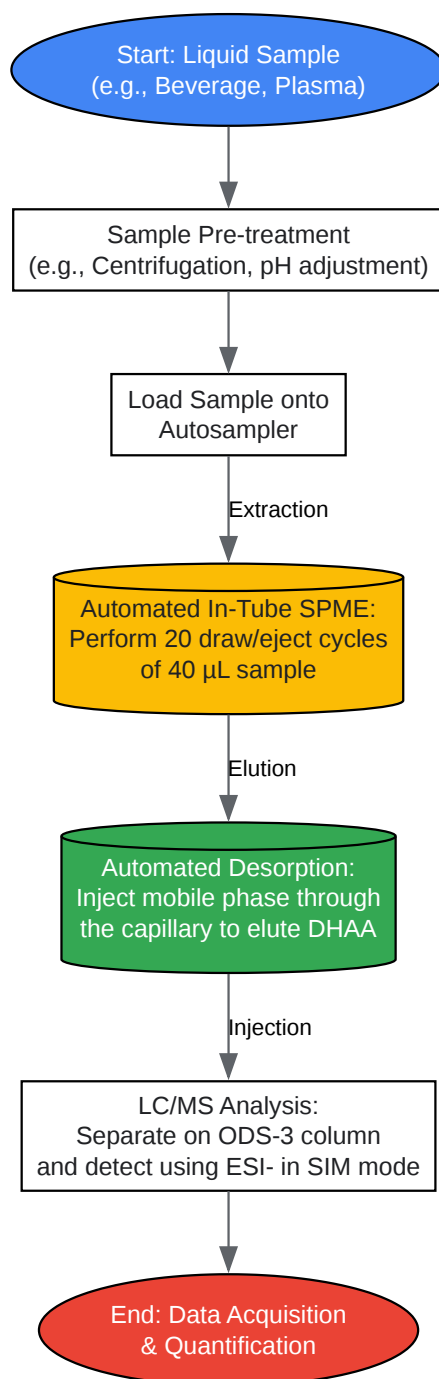 Start: Liquid Sample
(e.g., Beverage, Plasma)
Sample Pre-treatment
(e.g., Centrifugation, pH adjustment)
Load Sample onto
Autosampler
Extraction
Automated In-Tube SPME:
Perform 20 draw/eject cycles
of 40 µL sample
Elution
Automated Desorption:
Inject mobile phase through
the capillary to elute DHAA
Injection
LC/MS Analysis:
Separate on ODS-3 column
and detect using ESI- in SIM mode
End: Data Acquisition
& Quantification